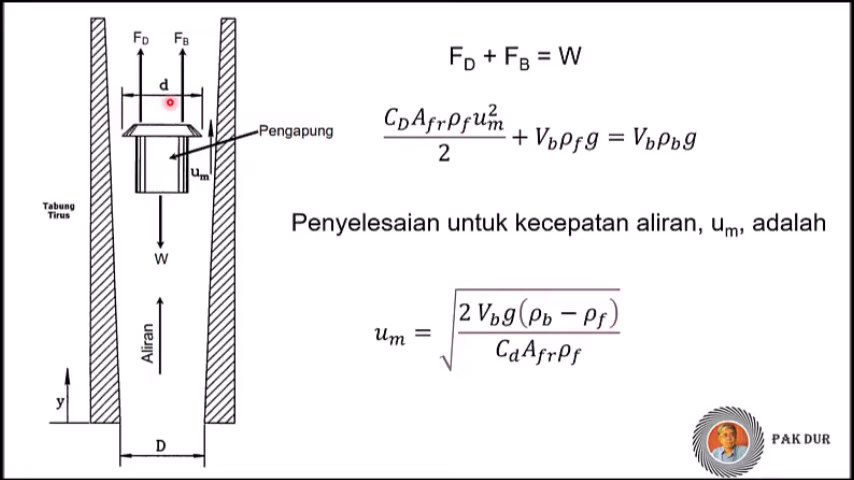 F_D F_B
d
Pengapung
u_m
Tabung
Tirus
W
Aliran
y
D
F_D + F_B = W
C_D A_fr ρ_f u_m^2 / 2 + V_b ρ_f g = V_b ρ_b g
Penyelesaian untuk kecepatan aliran, u_m, adalah
u_m = √(2 V_b g(ρ_b − ρ_f) / C_d A_fr ρ_f)
PAK DUR